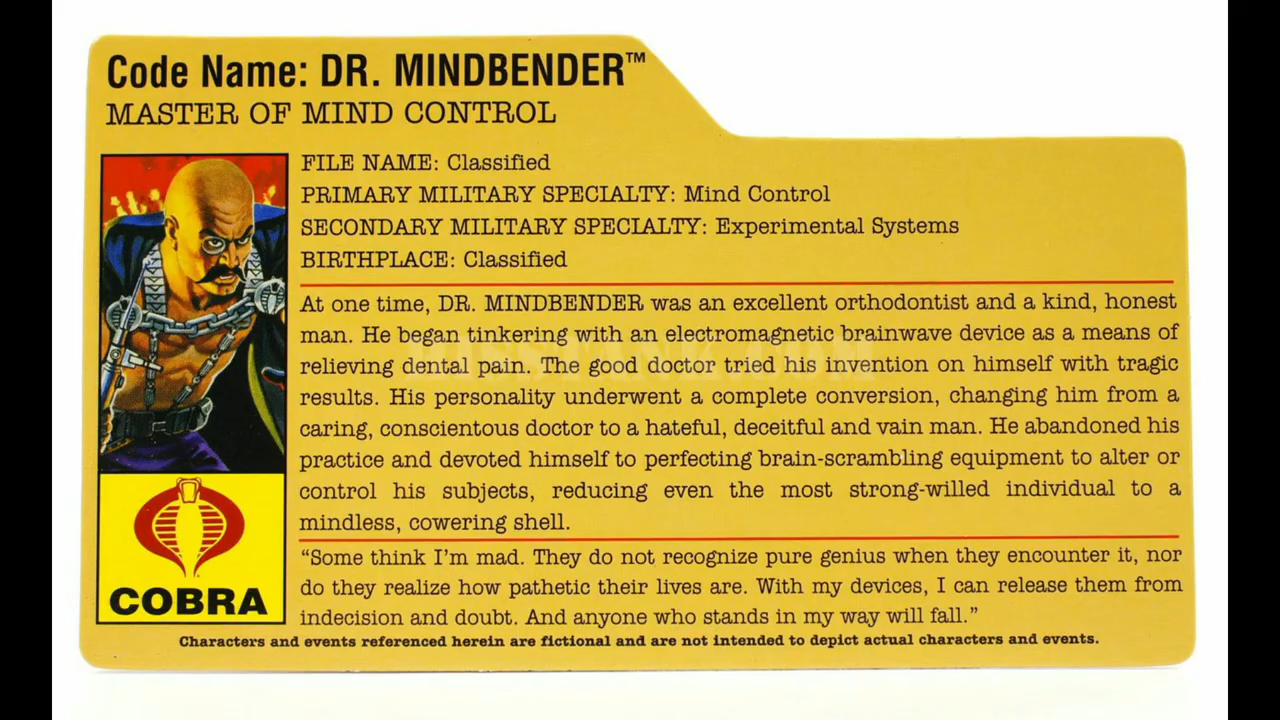 Code Name: DR. MINDBENDER™
MASTER OF MIND CONTROL
FILE NAME: Classified
PRIMARY MILITARY SPECIALTY: Mind Control
SECONDARY MILITARY SPECIALTY: Experimental Systems
BIRTHPLACE: Classified
At one time, DR. MINDBENDER was an excellent orthodontist and a kind, honest
man. He began tinkering with an electromagnetic brainwave device as a means of
relieving dental pain. The good doctor tried his invention on himself with tragic
results. His personality underwent a complete conversion, changing him from a
caring, conscientous doctor to a hateful, deceitful and vain man. He abandoned his
practice and devoted himself to perfecting brain-scrambling equipment to alter or
control his subjects, reducing even the most strong-willed individual to a
mindless, cowering shell.
“Some think I’m mad. They do not recognize pure genius when they encounter it, nor
do they realize how pathetic their lives are. With my devices, I can release them from
indecision and doubt. And anyone who stands in my way will fall.”
COBRA
Characters and events referenced herein are fictional and are not intended to depict actual characters and events.